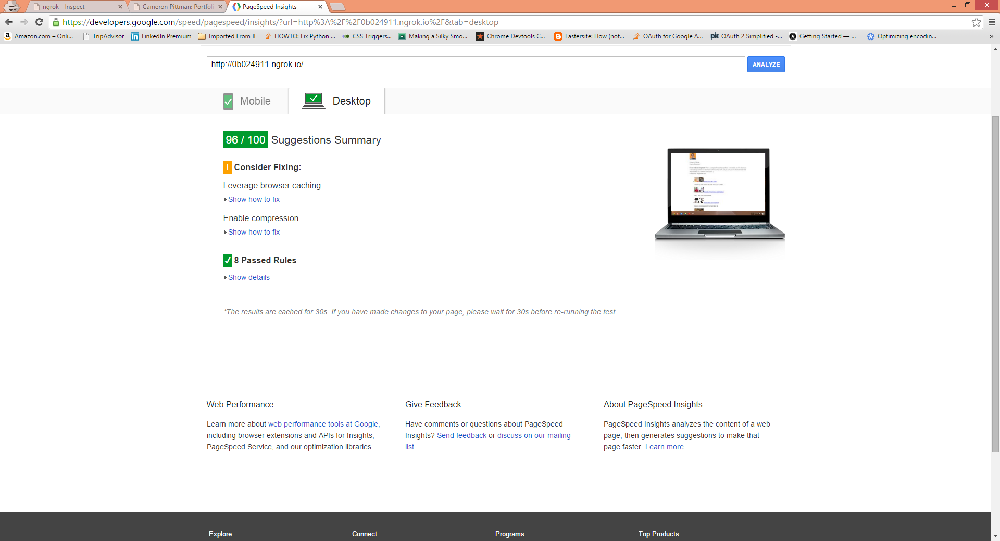 ngrok - Inspect
Cameron Pittman: Portfoli
PageSpeed Insights
https://developers.google.com/speed/pagespeed/insights/?url=http%3A%2F%2F0b024911.ngrok.io%2F&tab=desktop
Amazon.com – Onli... TripAdvisor LinkedIn Premium Imported From IE HOWTO: Fix Python ... CSS Triggers... Making a Silky Smo... Chrome Devtools C... Fastersite: How (not... OAuth for Google A... pk OAuth 2 Simplified -... Getting Started — ... Optimizing encodin... »
http://0b024911.ngrok.io/
ANALYZE
Mobile
Desktop
96 / 100 Suggestions Summary
! Consider Fixing:
Leverage browser caching
Show how to fix
Enable compression
Show how to fix
8 Passed Rules
Show details
*The results are cached for 30s. If you have made changes to your page, please wait for 30s before re-running the test.
Web Performance
Learn more about web performance tools at Google,
including browser extensions and APIs for Insights,
PageSpeed Service, and our optimization libraries.
Give Feedback
Have comments or questions about PageSpeed
Insights? Send feedback or discuss on our mailing
list.
About PageSpeed Insights
PageSpeed Insights analyzes the content of a web
page, then generates suggestions to make that
page faster. Learn more.
Explore
Connect
Programs
Top Products